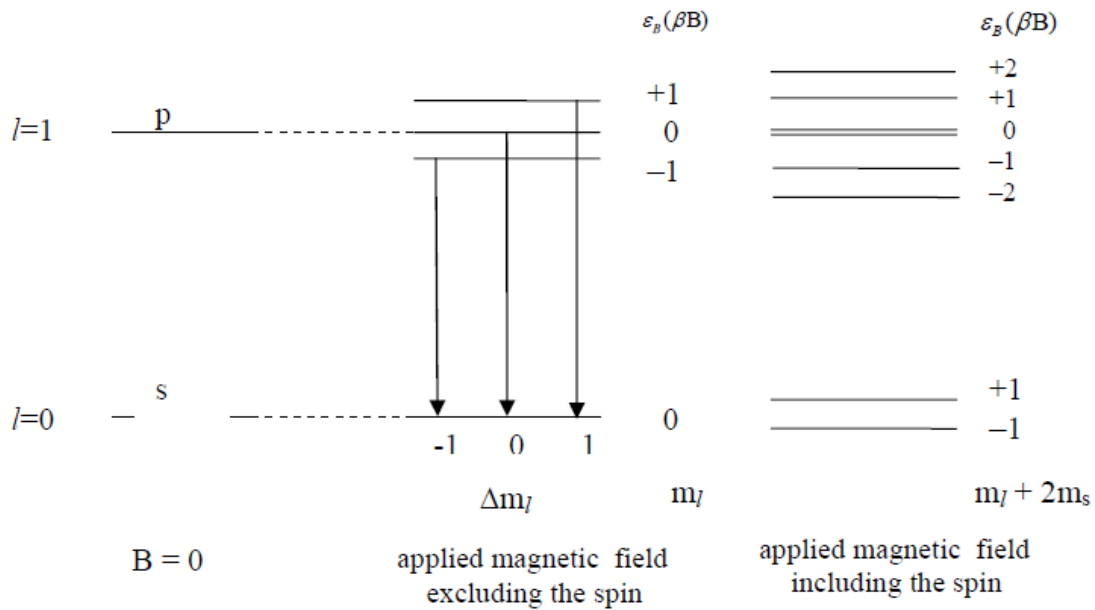 ε_B(βB) ε_B(βB)
+2
p +1 +1
l=1 0 0
–1 –1
–2
s +1
l=0 0 –1
-1 0 1
Δm_l m_l m_l + 2m_s
B = 0 applied magnetic field applied magnetic field
excluding the spin including the spin